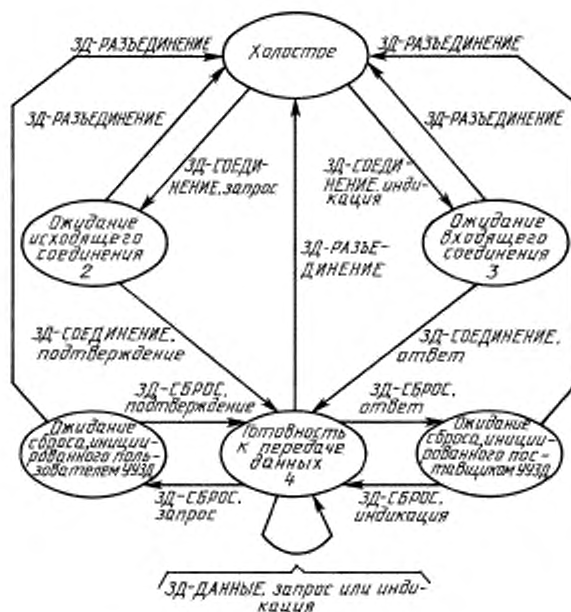 ЗД-РАЗЪЕДИНЕНИЕ
Холостое
ЗД-РАЗЪЕДИНЕНИЕ
ЗД-РАЗЪЕДИНЕНИЕ
ЗД-РАЗЪЕДИНЕНИЕ
ЗД-СОЕДИ-
НЕНИЕ, запрос
ЗД-СОЕДИ-
НЕНИЕ, инди-
кация
Ожидание
исходящего
соединения
2
ЗД-РАЗЪЕ-
ДИНЕНИЕ
Ожидание
входящего
соединения
3
ЗД-СОЕДИНЕНИЕ,
подтверждение
ЗД-СОЕДИНЕНИЕ,
ответ
ЗД-СБРОС,
подтверждение
ЗД-СБРОС,
ответ
Ожидание
сброса, иниции-
рованного поль-
зователем УУЗД
Готовность
к передаче
данных
4
Ожидание
сброса, иниции-
рованного пос-
тавщиком УУЗД
ЗД-СБРОС,
запрос
ЗД-СБРОС,
индикация
ЗД-ДАННЫЕ, запрос или инди-
кация